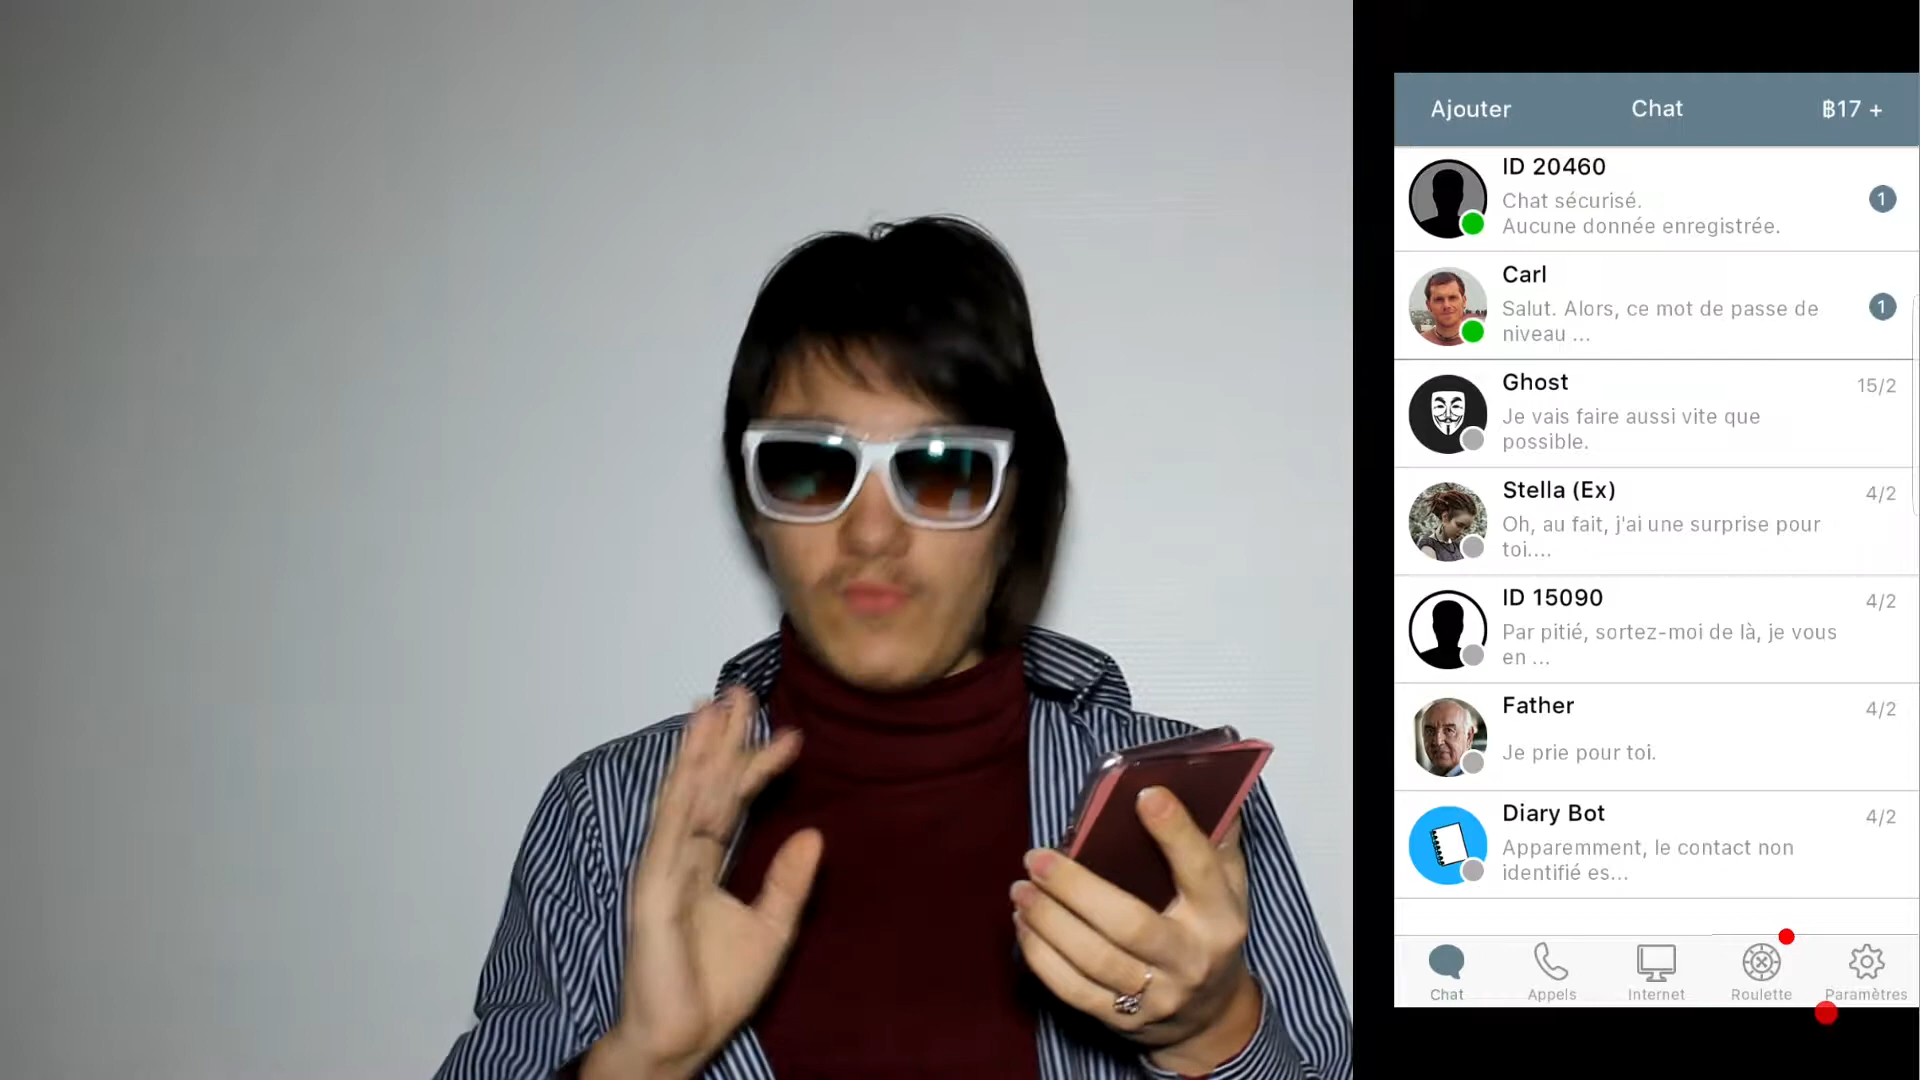 Ajouter Chat ฿17 +
ID 20460
Chat sécurisé.
Aucune donnée enregistrée.
1
Carl
Salut. Alors, ce mot de passe de
niveau ...
1
Ghost 15/2
Je vais faire aussi vite que
possible.
Stella (Ex) 4/2
Oh, au fait, j'ai une surprise pour
toi....
ID 15090 4/2
Par pitié, sortez-moi de là, je vous
en ...
Father 4/2
Je prie pour toi.
Diary Bot 4/2
Apparemment, le contact non
identifié es...
Chat Appels Internet Roulette Paramètres